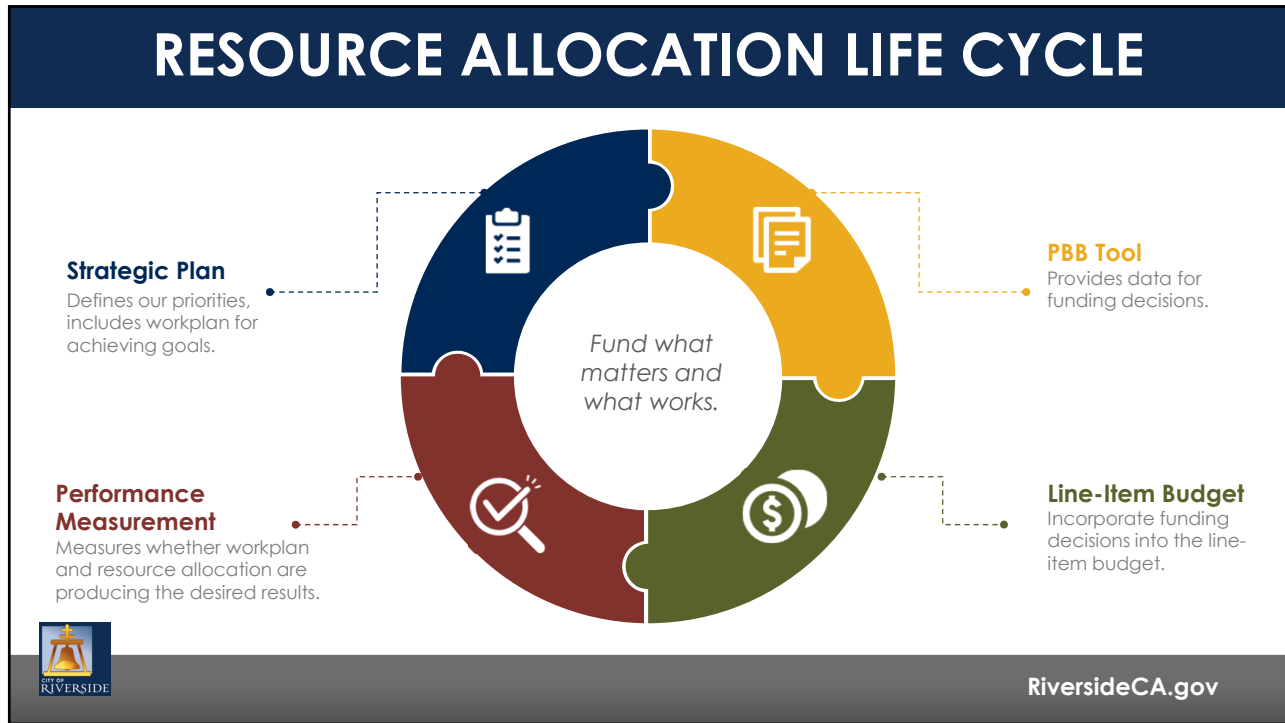 RESOURCE ALLOCATION LIFE CYCLE
Strategic Plan
Defines our priorities,
includes workplan for
achieving goals.
PBB Tool
Provides data for
funding decisions.
Fund what
matters and
what works.
Performance
Measurement
Measures whether workplan
and resource allocation are
producing the desired results.
Line-Item Budget
Incorporate funding
decisions into the line-
item budget.
$
CITY OF
RIVERSIDE
RiversideCA.gov